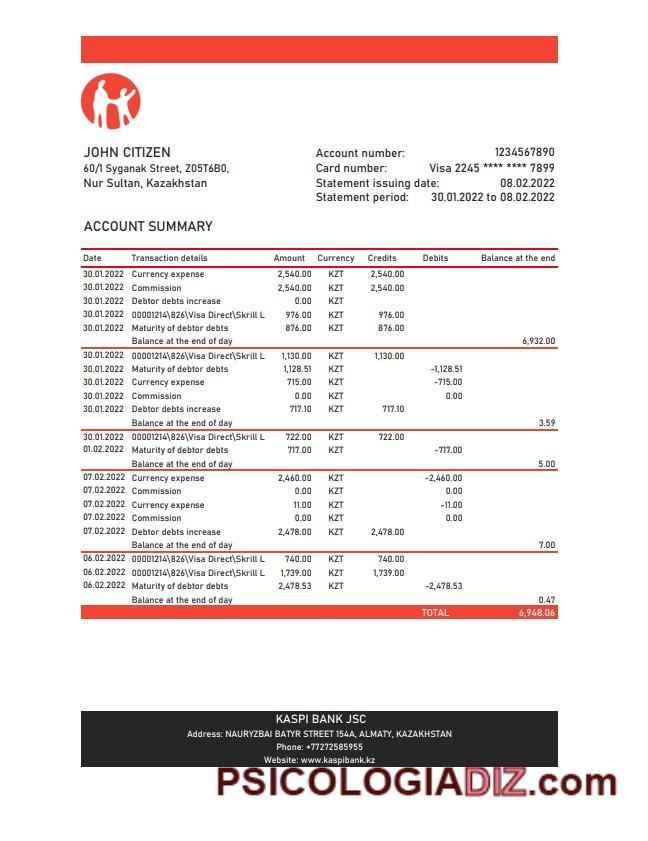 JOHN CITIZEN
60/1 Syganak Street, Z05T6B0,
Nur Sultan, Kazakhstan
Account number: 1234567890
Card number: Visa 2245 **** **** 7899
Statement issuing date: 08.02.2022
Statement period: 30.01.2022 to 08.02.2022
ACCOUNT SUMMARY
Date Transaction details Amount Currency Credits Debits Balance at the end
30.01.2022 Currency expense 2,540.00 KZT 2,540.00
30.01.2022 Commission 2,540.00 KZT 2,540.00
30.01.2022 Debtor debts increase 0.00 KZT
30.01.2022 00001214\826\Visa Direct\Skrill L 976.00 KZT 976.00
30.01.2022 Maturity of debtor debts 876.00 KZT 876.00
Balance at the end of day 6,932.00
30.01.2022 00001214\826\Visa Direct\Skrill L 1,130.00 KZT 1,130.00
30.01.2022 Maturity of debtor debts 1,128.51 KZT -1,128.51
30.01.2022 Currency expense 715.00 KZT -715.00
30.01.2022 Commission 0.00 KZT 0.00
30.01.2022 Debtor debts increase 717.10 KZT 717.10
Balance at the end of day 3.59
30.01.2022 00001214\826\Visa Direct\Skrill L 722.00 KZT 722.00
01.02.2022 Maturity of debtor debts 717.00 KZT -717.00
Balance at the end of day 5.00
07.02.2022 Currency expense 2,460.00 KZT -2,460.00
07.02.2022 Commission 0.00 KZT 0.00
07.02.2022 Currency expense 11.00 KZT -11.00
07.02.2022 Commission 0.00 KZT 0.00
07.02.2022 Debtor debts increase 2,478.00 KZT 2,478.00
Balance at the end of day 7.00
06.02.2022 00001214\826\Visa Direct\Skrill L 740.00 KZT 740.00
06.02.2022 00001214\826\Visa Direct\Skrill L 1,739.00 KZT 1,739.00
06.02.2022 Maturity of debtor debts 2,478.53 KZT -2,478.53
Balance at the end of day 0.47
TOTAL 6,948.06
KASPI BANK JSC
Address: NAURYZBAI BATYR STREET 154A, ALMATY, KAZAKHSTAN
Phone: +77272585955
Website: www.kaspibank.kz
PSICOLOGIADIZ.com